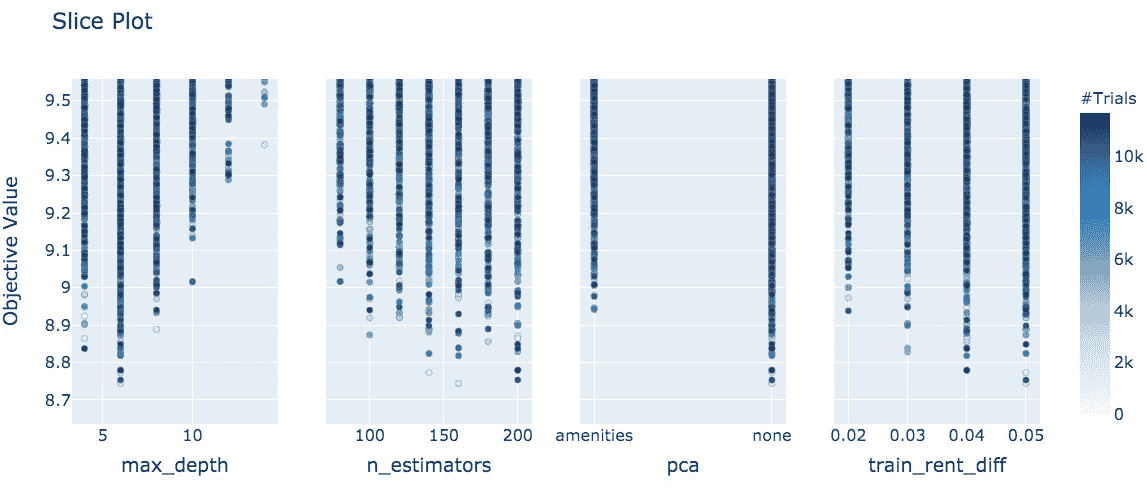 Slice Plot
#Trials
Objective Value
9.5
9.4
9.3
9.2
9.1
9
8.9
8.8
8.7
10k
8k
6k
4k
2k
0
5 10
100 150 200
amenities none
0.02 0.03 0.04 0.05
max_depth
n_estimators
pca
train_rent_diff